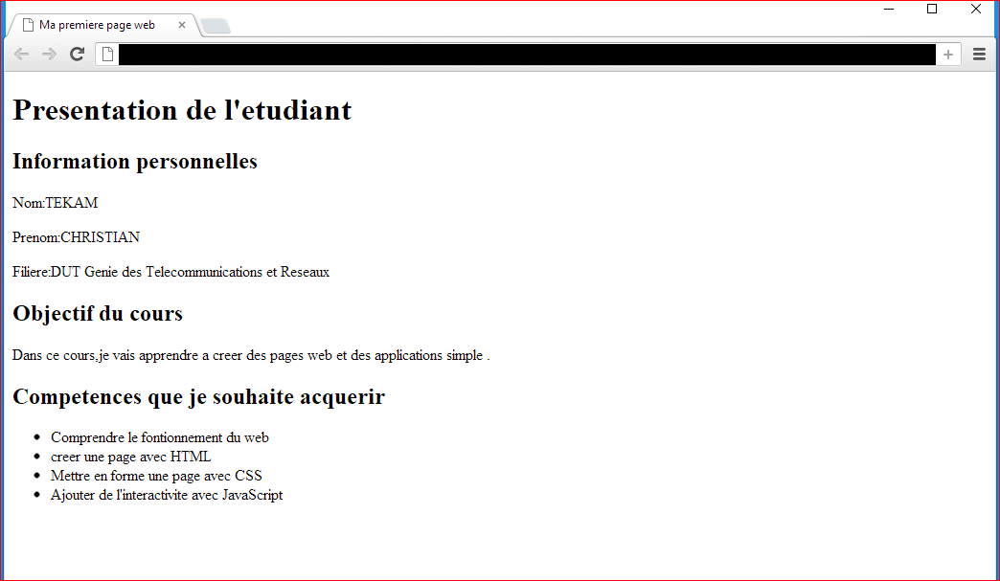 Ma premiere page web
Presentation de l'etudiant
Information personnelles
Nom:TEKAM
Prenom:CHRISTIAN
Filiere:DUT Genie des Telecommunications et Reseaux
Objectif du cours
Dans ce cours,je vais apprendre a creer des pages web et des applications simple .
Competences que je souhaite acquerir
Comprendre le fontionnement du web
creer une page avec HTML
Mettre en forme une page avec CSS
Ajouter de l'interactivite avec JavaScript